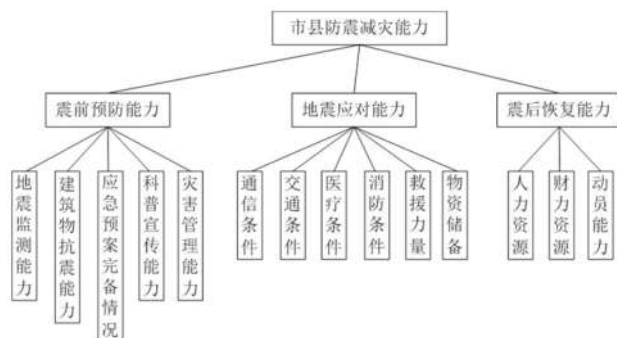 市县防震减灾能力
震前预防能力
地震应对能力
震后恢复能力
地震监测能力
建筑物抗震能力
应急预案完备情况
科普宣传能力
灾害管理能力
通信条件
交通条件
医疗条件
消防条件
救援力量
物资储备
人力资源
财力资源
动员能力